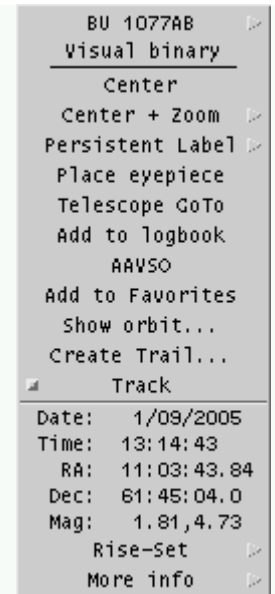 BU 1077AB
Visual binary
Center
Center + Zoom
Persistent Label
Place eyepiece
Telescope GoTo
Add to logbook
AAVSO
Add to Favorites
Show orbit...
Create Trail...
Track
Date: 1/09/2005
Time: 13:14:43
RA: 11:03:43.84
Dec: 61:45:04.0
Mag: 1.81,4.73
Rise-Set
More info